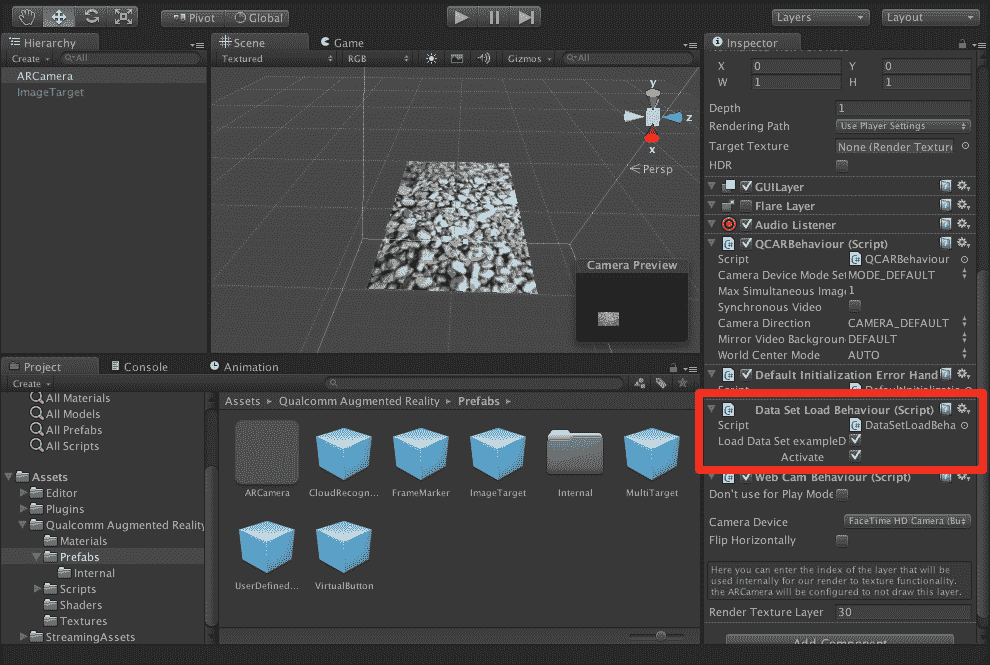 Pivot Global Layers Layout
Hierarchy
Create All
ARCamera
ImageTarget
Scene Game
Textured RGB Gizmos All
y
z
x
Persp
Camera Preview
Inspector
X 0 Y 0
W 1 H 1
Depth 1
Rendering Path Use Player Settings
Target Texture None (Render Texture
HDR
GUILayer
Flare Layer
Audio Listener
QCARBehaviour (Script)
Script QCARBehaviour
Camera Device Mode Set MODE_DEFAULT
Max Simultaneous Imag 1
Synchronous Video
Camera Direction CAMERA_DEFAULT
Mirror Video Backgroun DEFAULT
World Center Mode AUTO
Default Initialization Error Hand
Script DefaultInitializatio
Data Set Load Behaviour (Script)
Script DataSetLoadBeha
Load Data Set exampleD
Activate
Web Cam Behaviour (Script)
Don't use for Play Mode
Camera Device FaceTime HD Camera (Bu
Flip Horizontally
Here you can enter the index of the layer that will be
used internally for our render to texture functionality.
the ARCamera will be configured to not draw this layer.
Render Texture Layer 30
Add Component
Project Console Animation
Create
All Materials
All Models
All Prefabs
All Scripts
Assets
Editor
Plugins
Qualcomm Augmented Reality
Materials
Prefabs
Internal
Scripts
Shaders
Textures
StreamingAssets
Assets Qualcomm Augmented Reality Prefabs
ARCamera CloudRecogn... FrameMarker ImageTarget Internal MultiTarget
UserDefined... VirtualButton